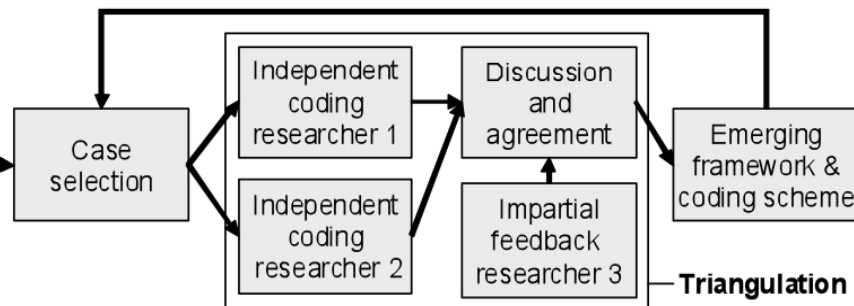 Case
selection
Independent
coding
researcher 1
Independent
coding
researcher 2
Discussion
and
agreement
Impartial
feedback
researcher 3
Emerging
framework &
coding scheme
Triangulation